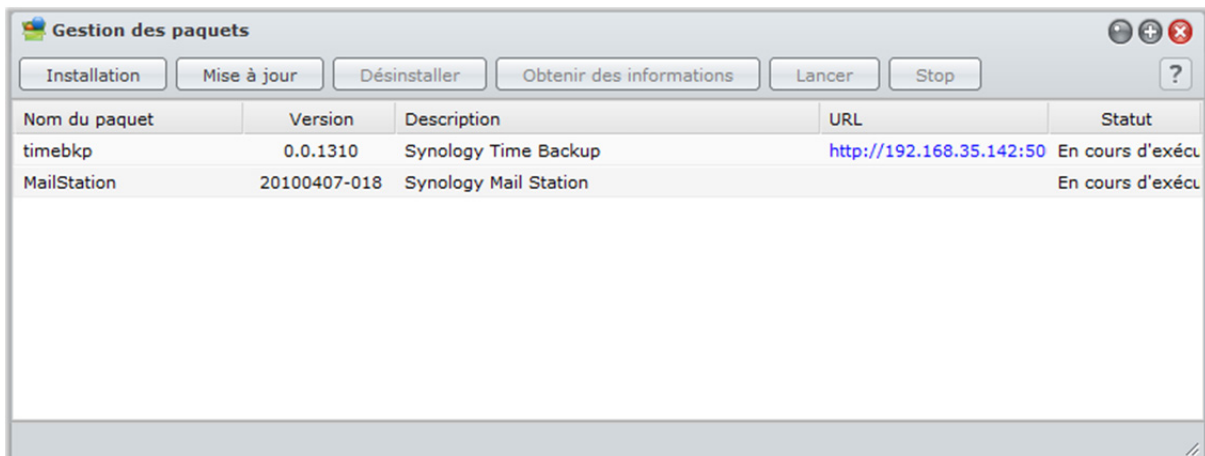 Gestion des paquets
Installation Mise à jour Désinstaller Obtenir des informations Lancer Stop ?
Nom du paquet Version Description URL Statut
timebkp 0.0.1310 Synology Time Backup http://192.168.35.142:50 En cours d'exécu
MailStation 20100407-018 Synology Mail Station En cours d'exécu